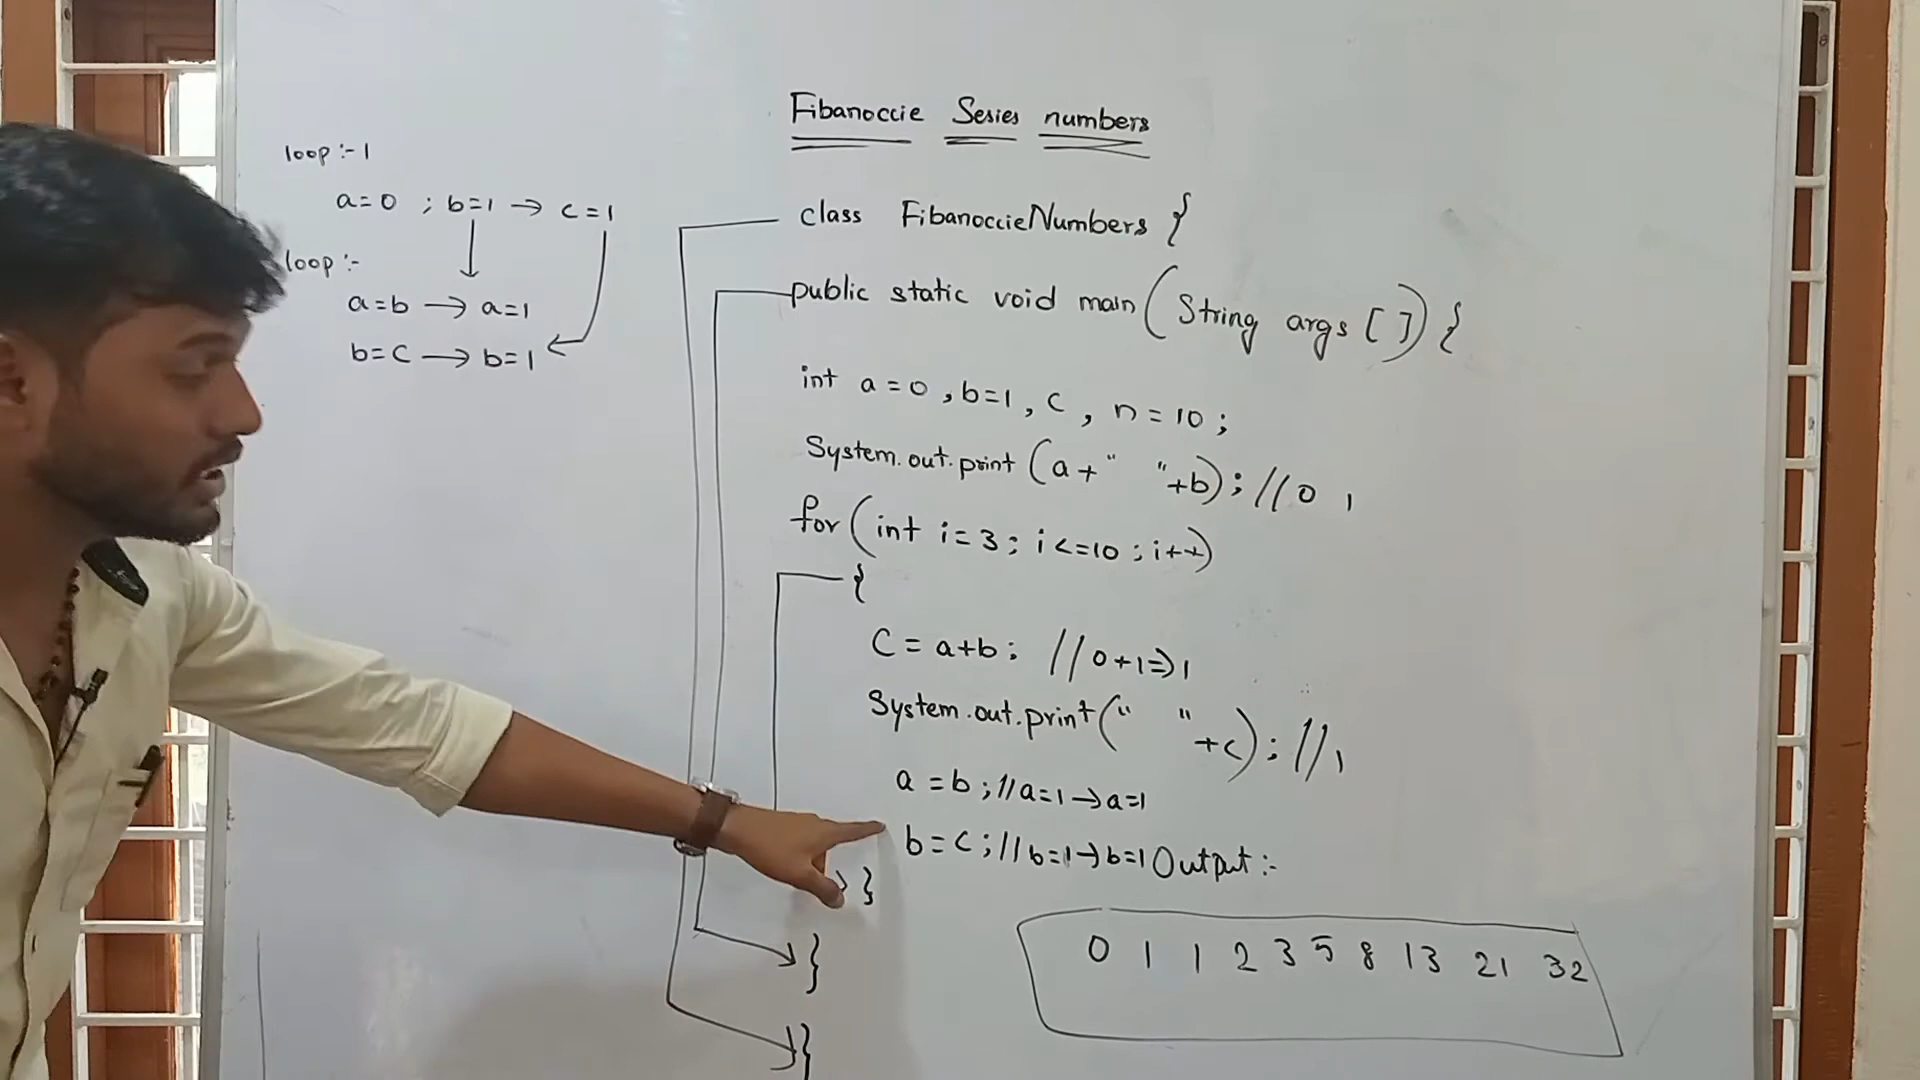 Fibanoccie Series numbers
loop :- 1
a=0 ; b=1 → c=1
loop :-
a=b → a=1
b=c → b=1
class FibanoccieNumbers {
public static void main (String args [ ]) {
int a=0, b=1, c, n=10;
System.out.print (a+" "+b); //0 1
for (int i=3; i<=10; i++)
{
C = a+b; //0+1=>1
System.out.print(" "+c); //1
a = b; //a=1→a=1
b = c; //b=1→b=1
}
}
}
Output :-
0 1 1 2 3 5 8 13 21 32